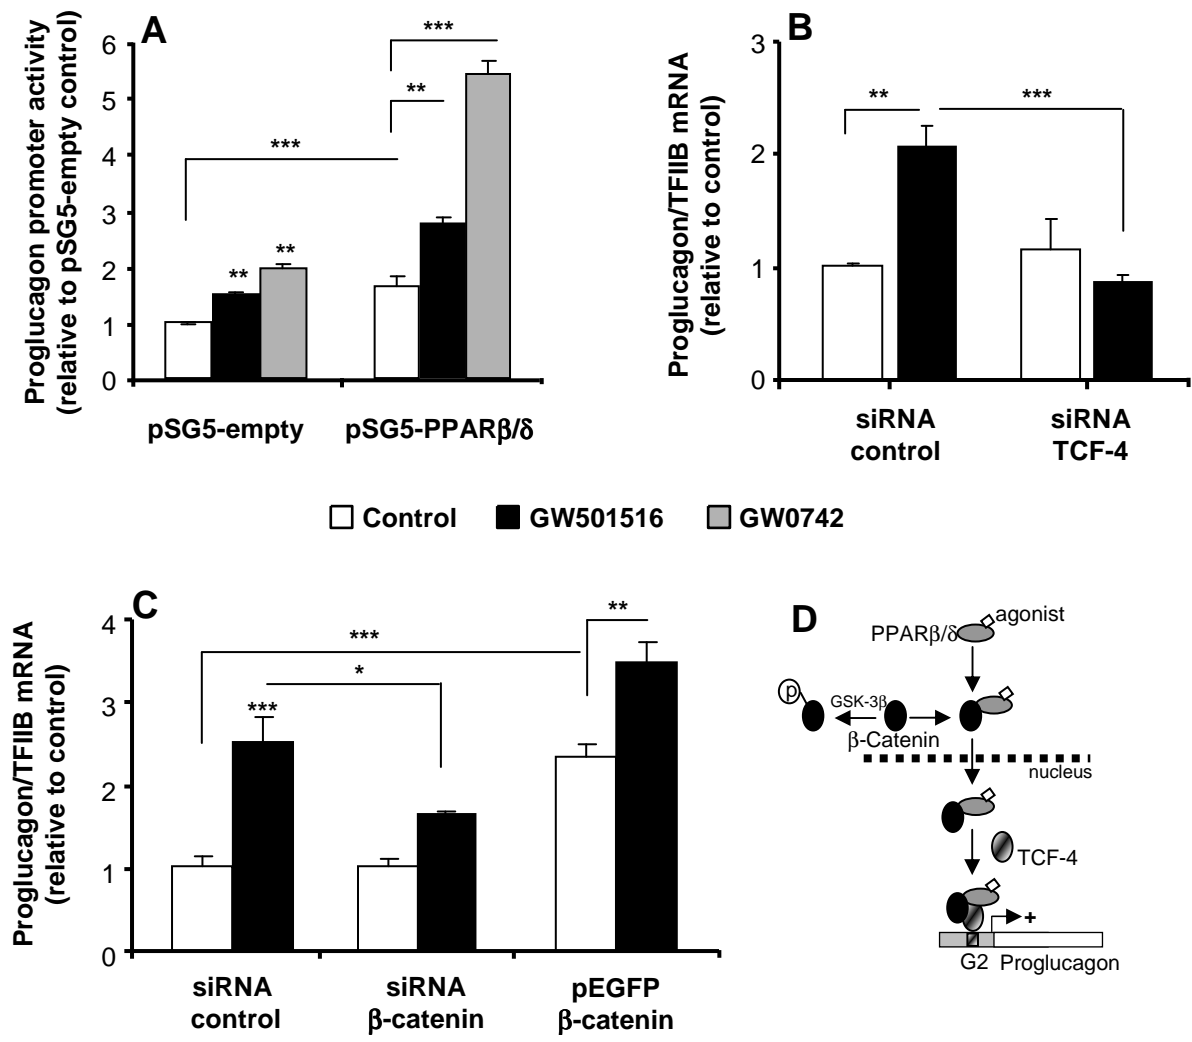 A
Proglucagon promoter activity
(relative to pSG5-empty control)
6
5
4
3
2
1
0
***
**
***
**
**
pSG5-empty
pSG5-PPARβ/δ
B
Proglucagon/TFIIB mRNA
(relative to control)
3
2
1
0
**
***
siRNA
control
siRNA
TCF-4
Control
GW501516
GW0742
C
Proglucagon/TFIIB mRNA
(relative to control)
4
3
2
1
0
**
***
*
***
siRNA
control
siRNA
β-catenin
pEGFP
β-catenin
D
agonist
PPARβ/δ
p
GSK-3β
β-Catenin
nucleus
TCF-4
+
G2 Proglucagon